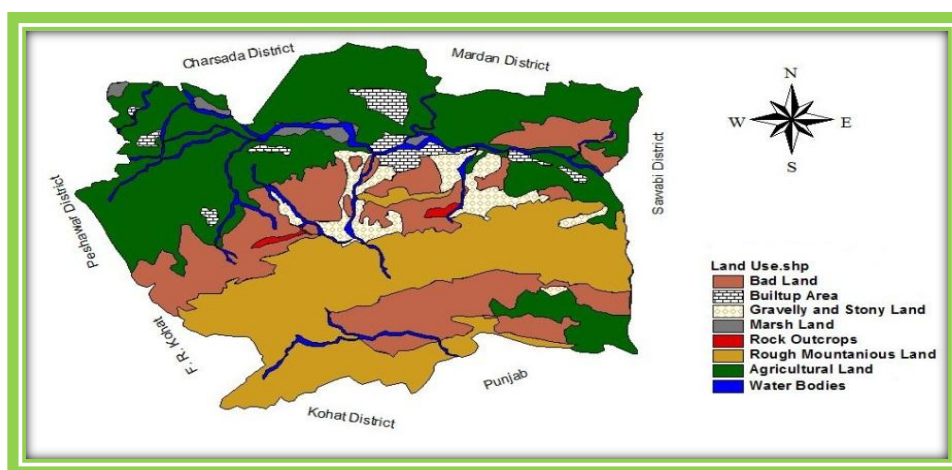 Charsada District
Mardan District
N
W
E
S
Peshawar District
Sawabi District
F. R. Kohat
Kohat District
Punjab
Land Use.shp
Bad Land
Builtup Area
Gravelly and Stony Land
Marsh Land
Rock Outcrops
Rough Mountanious Land
Agricultural Land
Water Bodies